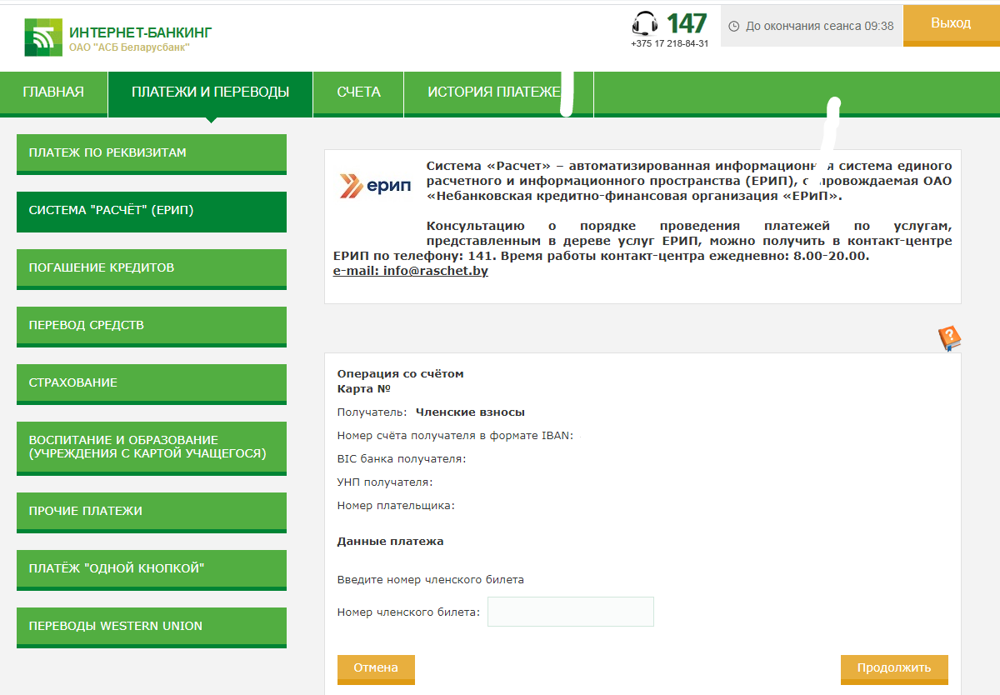 ИНТЕРНЕТ-БАНКИНГ
ОАО "АСБ Беларусбанк"
147
+375 17 218-84-31
До окончания сеанса 09:38
Выход
ГЛАВНАЯ
ПЛАТЕЖИ И ПЕРЕВОДЫ
СЧЕТА
ИСТОРИЯ ПЛАТЕЖЕ
ПЛАТЕЖ ПО РЕКВИЗИТАМ
СИСТЕМА "РАСЧЁТ" (ЕРИП)
ПОГАШЕНИЕ КРЕДИТОВ
ПЕРЕВОД СРЕДСТВ
СТРАХОВАНИЕ
ВОСПИТАНИЕ И ОБРАЗОВАНИЕ
(УЧРЕЖДЕНИЯ С КАРТОЙ УЧАЩЕГОСЯ)
ПРОЧИЕ ПЛАТЕЖИ
ПЛАТЁЖ "ОДНОЙ КНОПКОЙ"
ПЕРЕВОДЫ WESTERN UNION
ерип
Система «Расчет» – автоматизированная информационная система единого
расчетного и информационного пространства (ЕРИП), сопровождаемая ОАО
«Небанковская кредитно-финансовая организация «ЕРИП».
Консультацию о порядке проведения платежей по услугам,
представленным в дереве услуг ЕРИП, можно получить в контакт-центре
ЕРИП по телефону: 141. Время работы контакт-центра ежедневно: 8.00-20.00.
e-mail: info@raschet.by
?
Операция со счётом
Карта №
Получатель: Членские взносы
Номер счёта получателя в формате IBAN:
BIC банка получателя:
УНП получателя:
Номер плательщика:
Данные платежа
Введите номер членского билета
Номер членского билета:
Отмена
Продолжить